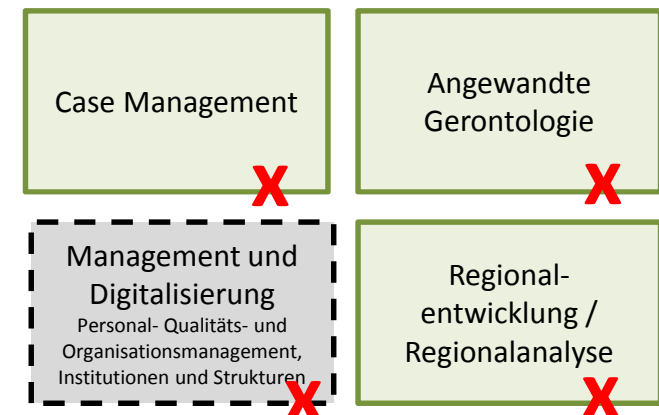 Case Management
X
Angewandte
Gerontologie
X
Management und
Digitalisierung
Personal- Qualitäts- und
Organisationsmanagement,
Institutionen und Strukturen
X
Regional-
entwicklung /
Regionalanalyse
X